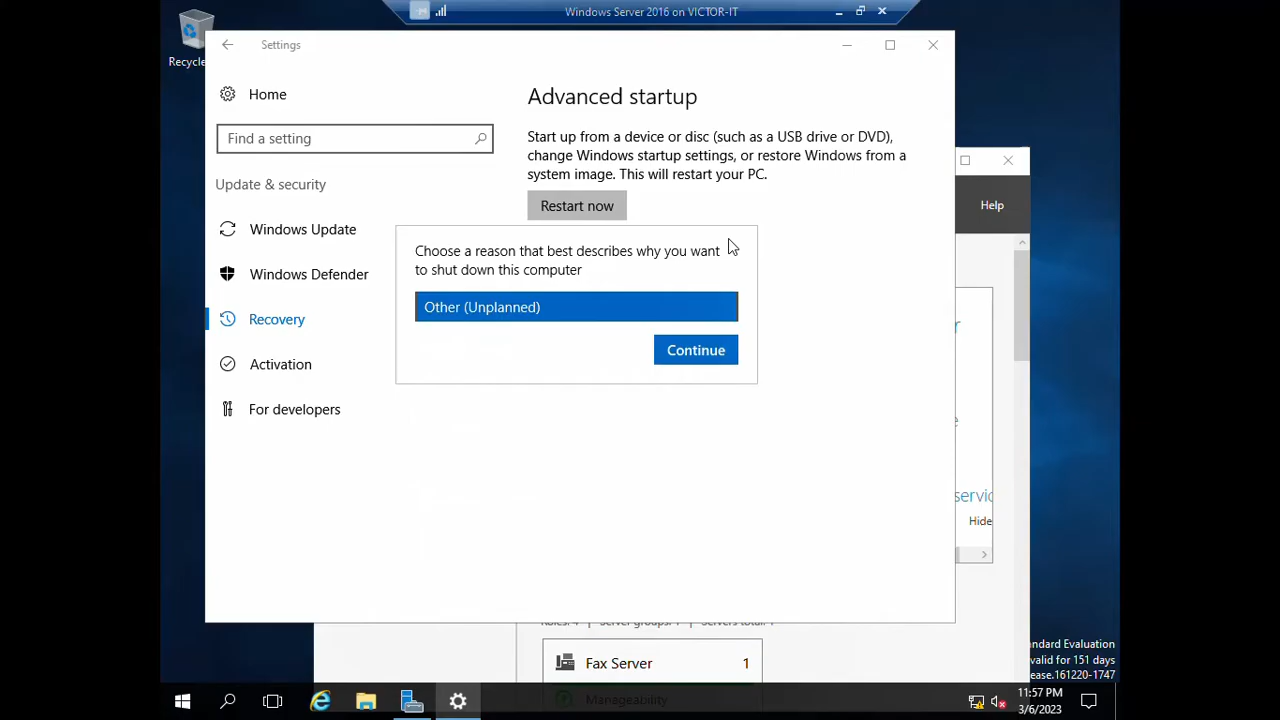 Windows Server 2016 on VICTOR-IT
Recycle
Settings
Home
Find a setting
Update & security
Windows Update
Windows Defender
Recovery
Activation
For developers
Advanced startup
Start up from a device or disc (such as a USB drive or DVD),
change Windows startup settings, or restore Windows from a
system image. This will restart your PC.
Restart now
Choose a reason that best describes why you want
to shut down this computer
Other (Unplanned)
Continue
Help
Hide
Fax Server 1
Manageability
ndard Evaluation
valid for 151 days
ease.161220-1747
11:57 PM
3/6/2023